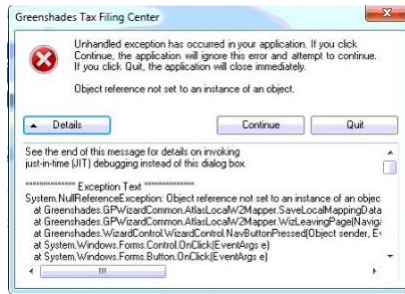 Greenshades Tax Filing Center
Unhandled exception has occurred in your application. If you click
Continue, the application will ignore this error and attempt to continue.
If you click Quit, the application will close immediately.
Object reference not set to an instance of an object.
Details
Continue
Quit
See the end of this message for details on invoking
just-in-time (JIT) debugging instead of this dialog box.
************** Exception Text **************
System.NullReferenceException: Object reference not set to an instance of an objec
at Greenshades.GPWizardCommon.AtlasLocalW2Mapper.SaveLocalMappingData
at Greenshades.GPWizardCommon.AtlasLocalW2Mapper.WizLeavingPage(Naviga
at Greenshades.WizardControl.WizardControl.NavButtonPressed(Object sender, Ev
at System.Windows.Forms.Control.OnClick(EventArgs e)
at System.Windows.Forms.Button.OnClick(EventArgs e)